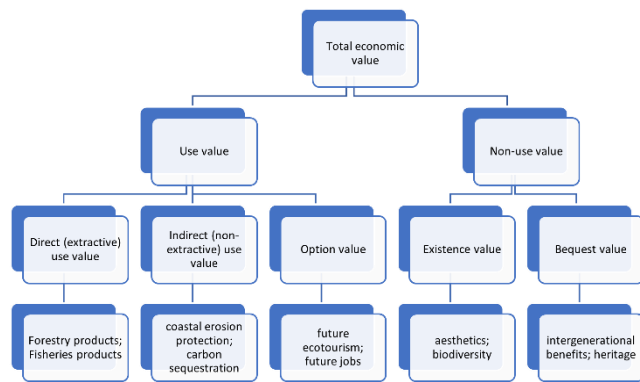 Total economic
value
Use value
Non-use value
Direct (extractive)
use value
Indirect (non-
extractive) use
value
Option value
Existence value
Bequest value
Forestry products;
Fisheries products
coastal erosion
protection;
carbon
sequestration
future
ecotourism;
future jobs
aesthetics;
biodiversity
intergenerational
benefits; heritage